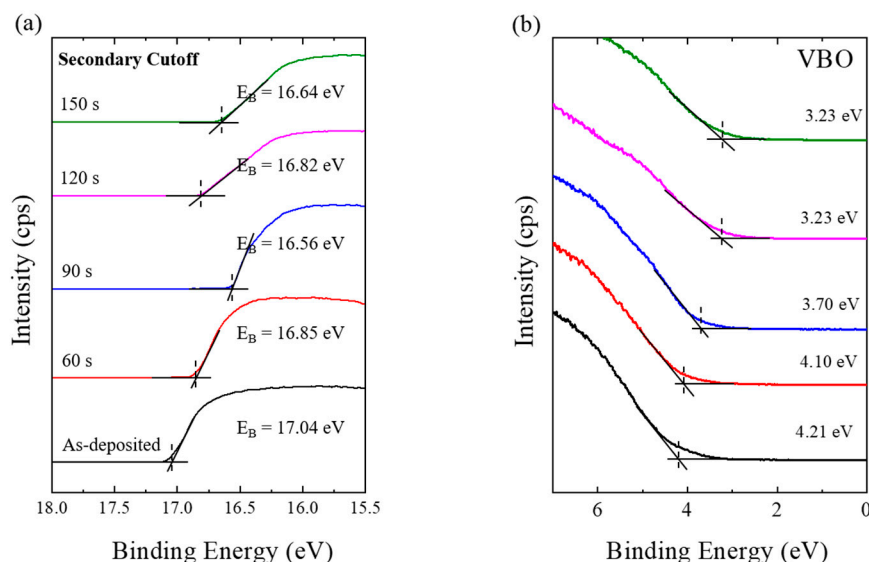 (a)
Secondary Cutoff
150 s
E_B = 16.64 eV
120 s
E_B = 16.82 eV
90 s
E_B = 16.56 eV
60 s
E_B = 16.85 eV
As-deposited
E_B = 17.04 eV
Intensity (cps)
18.0 17.0 16.5 16.0 15.5
Binding Energy (eV)
(b)
VBO
3.23 eV
3.23 eV
3.70 eV
4.10 eV
4.21 eV
Intensity (cps)
6 4 2 0
Binding Energy (eV)